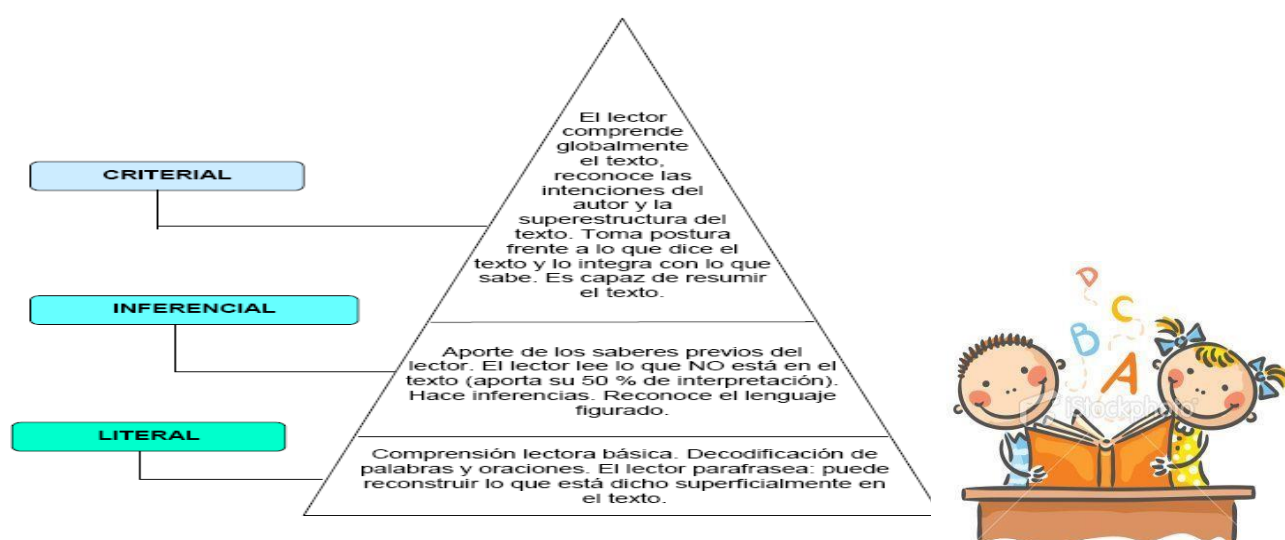 El lector
comprende
globalmente
el texto,
reconoce las
intenciones del
autor y la
superestructura del
texto. Toma postura
frente a lo que dice el
texto y lo integra con lo que
sabe. Es capaz de resumir
el texto.
CRITERIAL
INFERENCIAL
Aporte de los saberes previos del
lector. El lector lee lo que NO está en el
texto (aporta su 50 % de interpretación).
Hace inferencias. Reconoce el lenguaje
figurado.
LITERAL
Comprensión lectora básica. Decodificación de
palabras y oraciones. El lector parafrasea: puede
reconstruir lo que está dicho superficialmente en
el texto.
D
C
B
A
iStockphoto